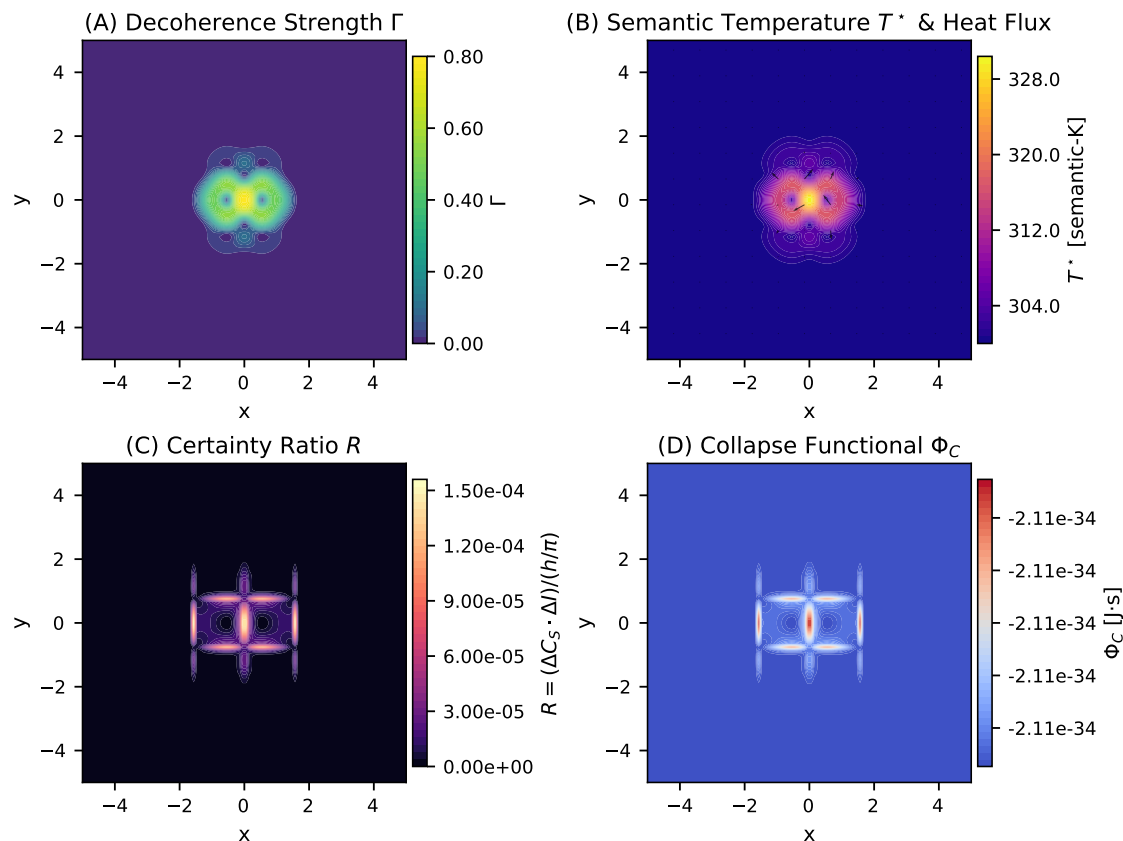 (A) Decoherence Strength Γ
4
2
0
−2
−4
y
−4
−2
0
2
4
x
0.80
0.60
0.40
0.20
0.00
Γ
(B) Semantic Temperature T⋆ & Heat Flux
4
2
0
−2
−4
y
−4
−2
0
2
4
x
328.0
320.0
312.0
304.0
T⋆ [semantic-K]
(C) Certainty Ratio R
4
2
0
−2
−4
y
−4
−2
0
2
4
x
1.50e-04
1.20e-04
9.00e-05
6.00e-05
3.00e-05
0.00e+00
R = (ΔC_S · ΔI)/(h/π)
(D) Collapse Functional Φ_C
4
2
0
−2
−4
y
−4
−2
0
2
4
x
-2.11e-34
-2.11e-34
-2.11e-34
-2.11e-34
-2.11e-34
Φ_C [J·s]